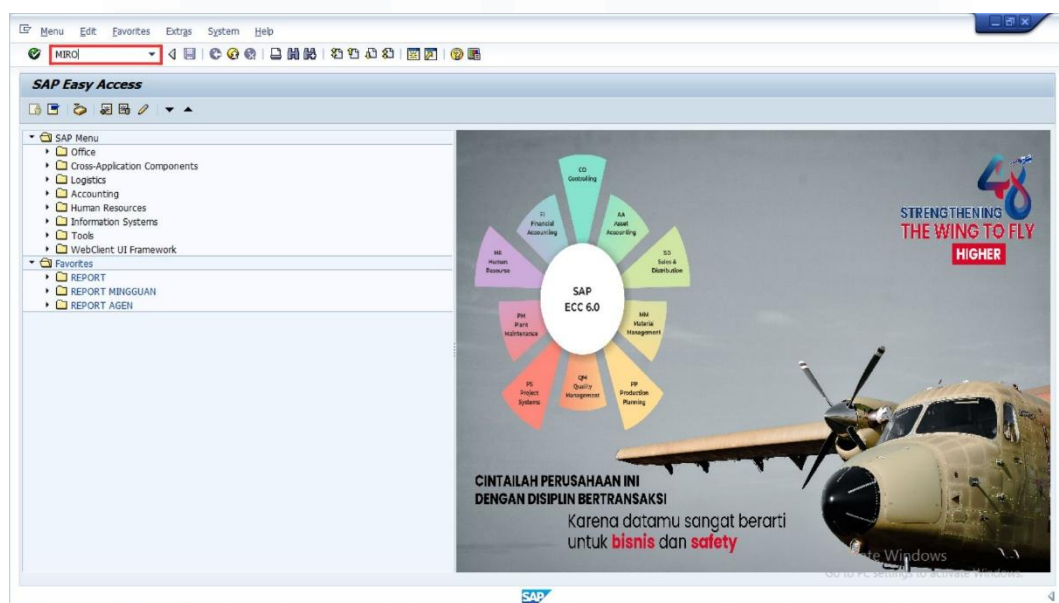 Menu Edit Favorites Extras System Help
MIRO
SAP Easy Access
SAP Menu
Office
Cross-Application Components
Logistics
Accounting
Human Resources
Information Systems
Tools
WebClient UI Framework
Favorites
REPORT
REPORT MINGGUAN
REPORT AGEN
CO
Controlling
FI
Financial
Accounting
AA
Asset
Accounting
HR
Human
Resource
SD
Sales &
Distribution
SAP
ECC 6.0
PM
Plant
Maintenance
MM
Material
Management
PS
Project
Systems
QM
Quality
Management
PP
Production
Planning
48
STRENGTHENING
THE WING TO FLY
HIGHER
CINTAILAH PERUSAHAAN INI
DENGAN DISIPLIN BERTRANSAKSI
Karena datamu sangat berarti
untuk bisnis dan safety
Windows
Go to PC settings to activate Windows.
SAP